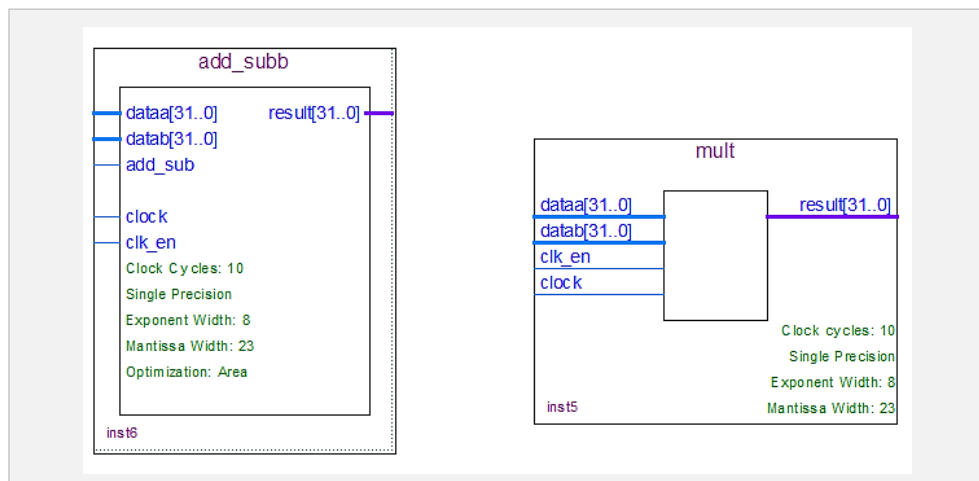 add_subb
dataa[31..0] result[31..0]
datab[31..0]
add_sub
clock
clk_en
Clock Cycles: 10
Single Precision
Exponent Width: 8
Mantissa Width: 23
Optimization: Area
inst6
mult
dataa[31..0] result[31..0]
datab[31..0]
clk_en
clock
Clock cycles: 10
Single Precision
Exponent Width: 8
Mantissa Width: 23
inst5